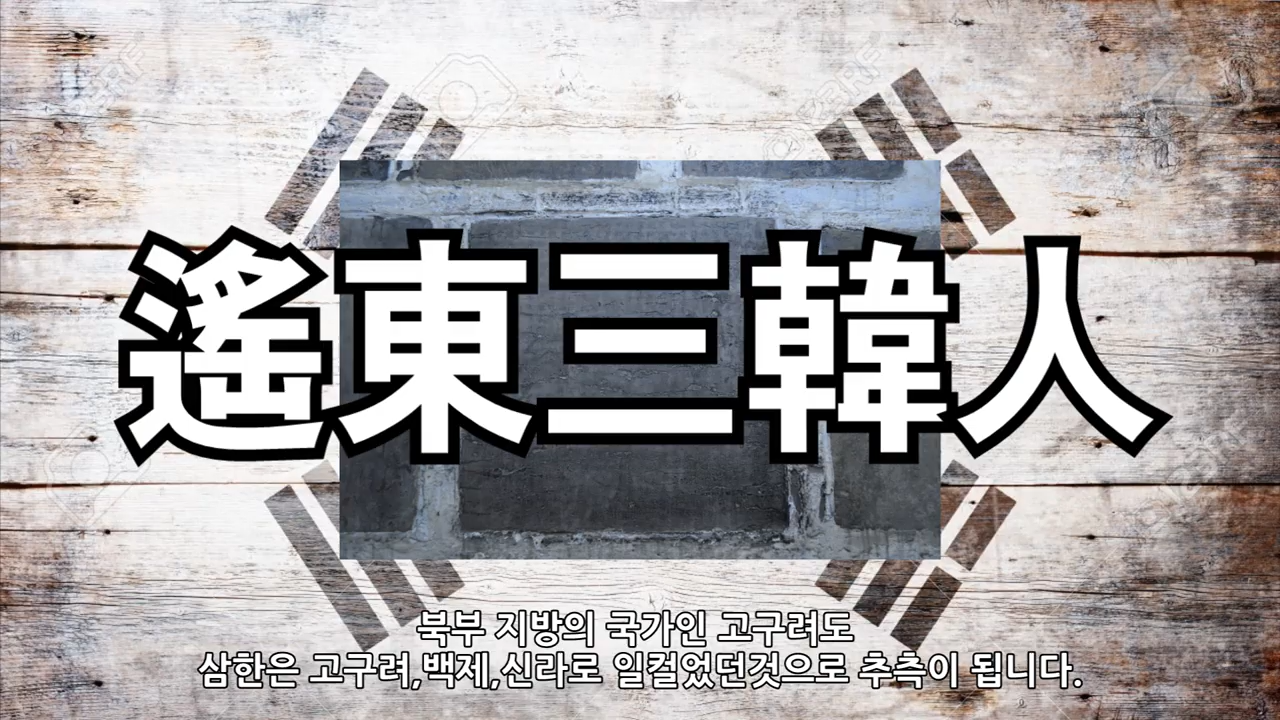 遙東三韓人
북부 지방의 국가인 고구려도
삼한은 고구려,백제,신라로 일컬었던것으로 추측이 됩니다.